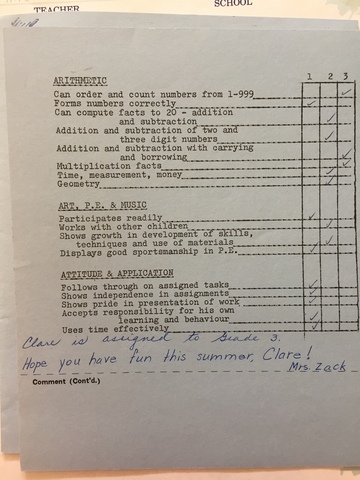 TEACHER SCHOOL
ARITHMETIC 1 2 3
Can order and count numbers from 1-999 ✓
Forms numbers correctly ✓
Can compute facts to 20 - addition
and subtraction ✓
Addition and subtraction of two and
three digit numbers ✓
Addition and subtraction with carrying
and borrowing ✓
Multiplication facts ✓
Time, measurement, money ✓
Geometry ✓
ART, P.E. & MUSIC
Participates readily ✓
Works with other children ✓
Shows growth in development of skills,
techniques and use of materials ✓
Displays good sportsmanship in P.E. ✓
ATTITUDE & APPLICATION
Follows through on assigned tasks ✓
Shows independence in assignments ✓
Shows pride in presentation of work ✓
Accepts responsibility for his own
learning and behaviour ✓
Uses time effectively ✓
Clare is assigned to Grade 3.
Hope you have fun this summer, Clare!
Mrs. Zack
Comment (Cont'd.)